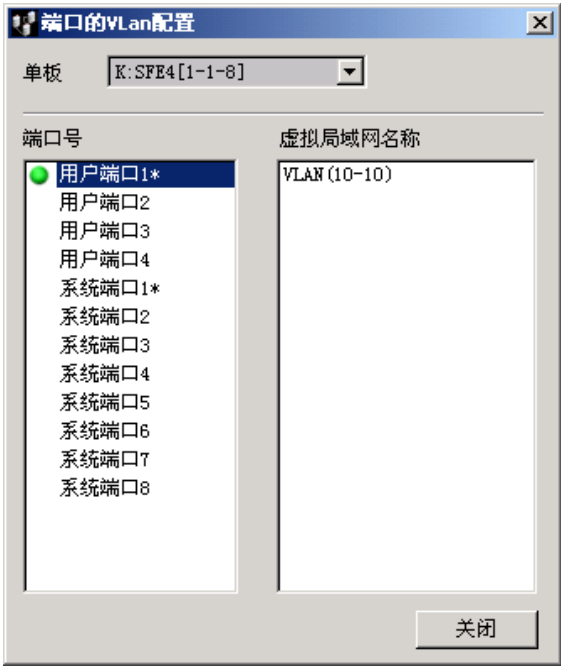 端口的VLan配置
单板
K:SFE4[1-1-8]
端口号
虚拟局域网名称
用户端口1*
用户端口2
用户端口3
用户端口4
系统端口1*
系统端口2
系统端口3
系统端口4
系统端口5
系统端口6
系统端口7
系统端口8
VLAN(10-10)
关闭